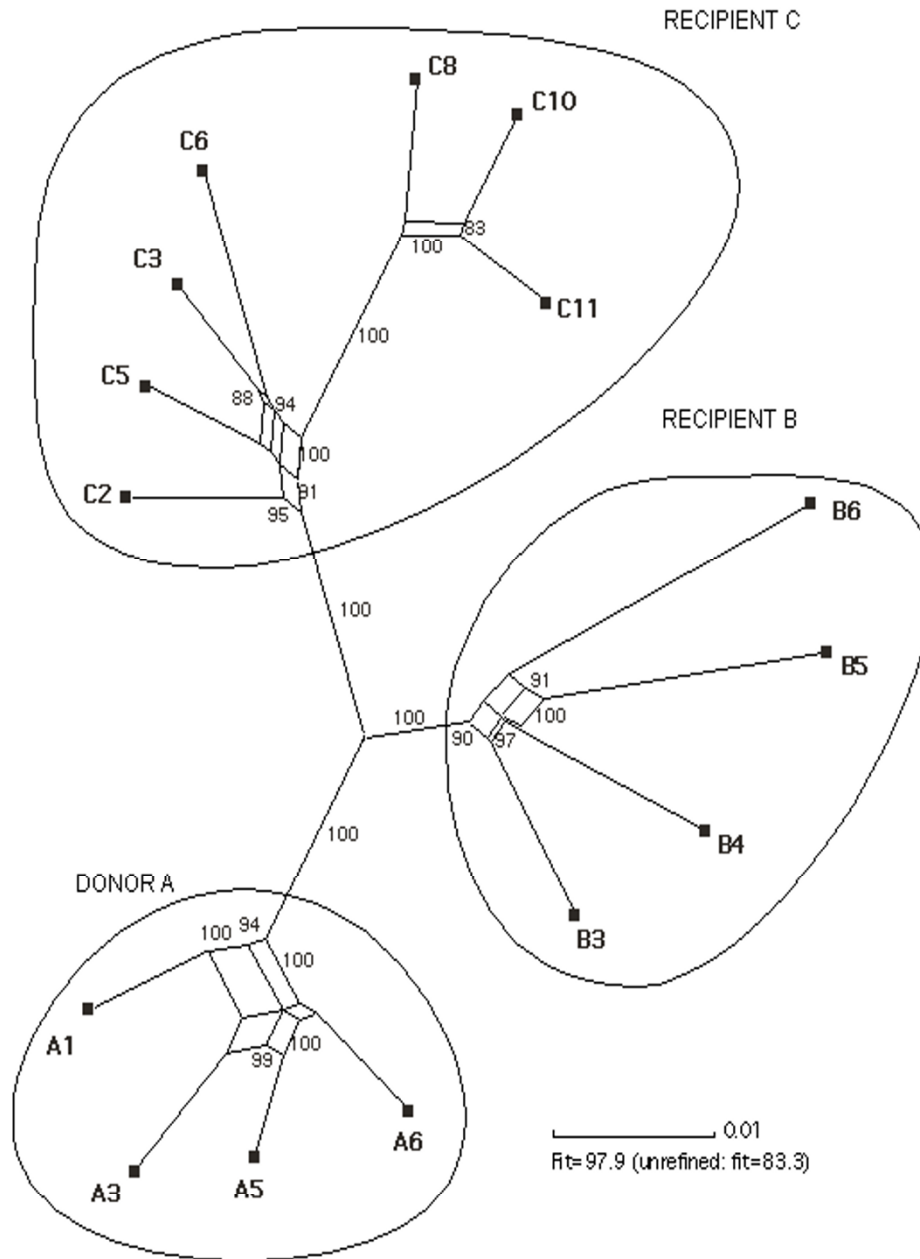 RECIPIENT C
C8
C10
C6
83
100
C3
C11
100
C5
88
94
100
RECIPIENT B
C2
91
95
B6
100
B5
91
100
100
90
97
B4
100
DONOR A
B3
94
100
100
A1
100
99
A6
0.01
A3
A5
Fit=97.9 (unrefined: fit=83.3)